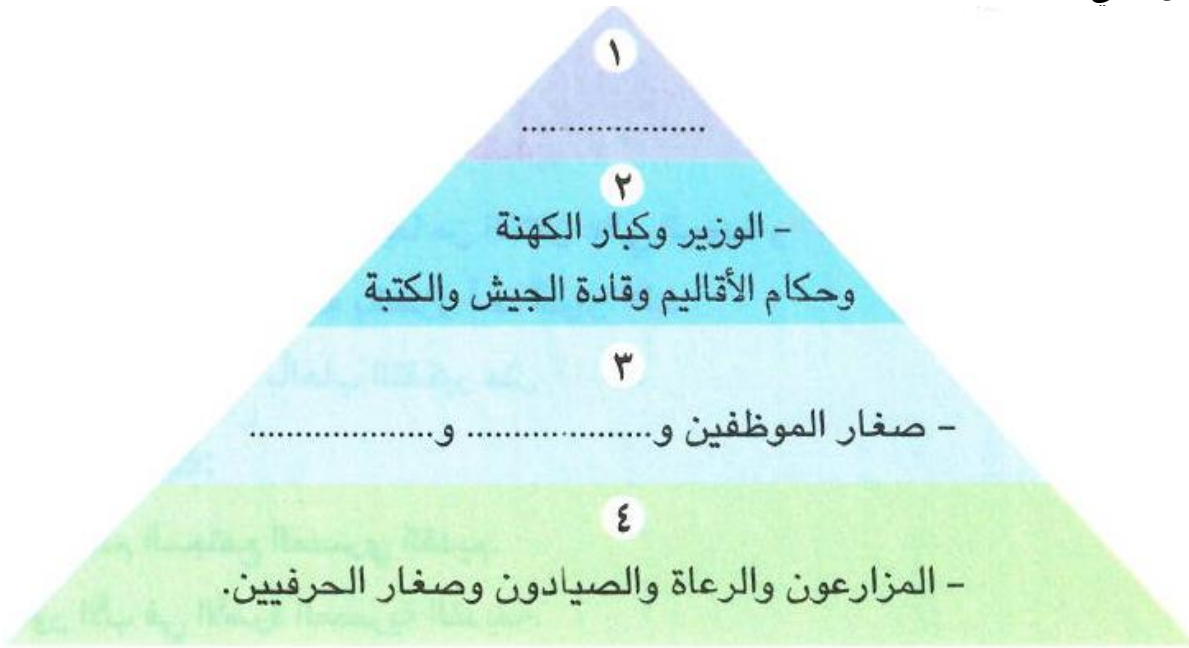 ١
......................
٢
- الوزير وكبار الكهنة
وحكام الأقاليم وقادة الجيش والكتبة
٣
- صغار الموظفين و.................... و....................
٤
- المزارعون والرعاة والصيادون وصغار الحرفيين.